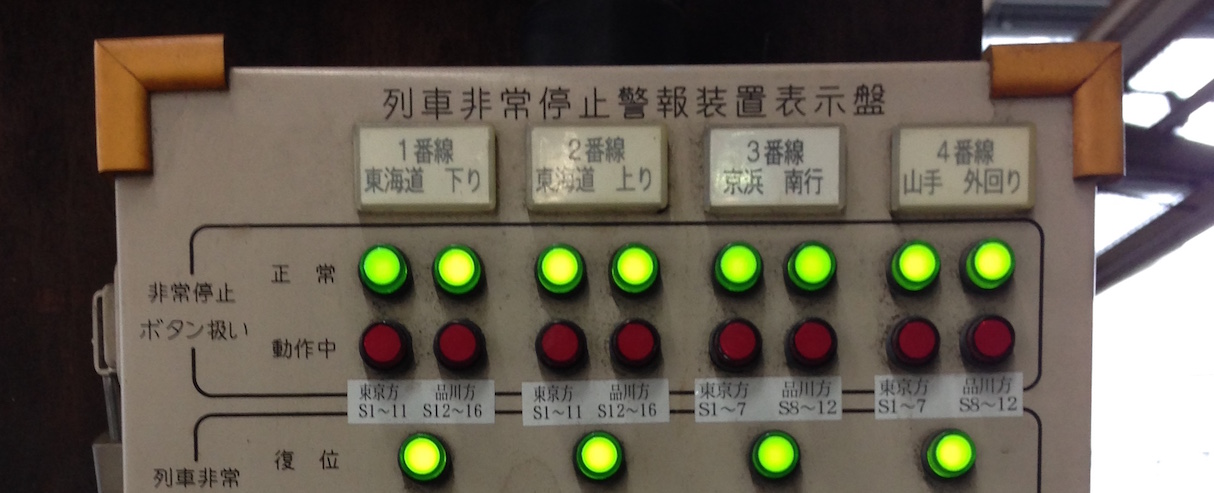 列車非常停止警報装置表示盤
1番線
東海道 下り
2番線
東海道 上り
3番線
京浜 南行
4番線
山手 外回り
非常停止
ボタン扱い
正常
動作中
東京方
S1～11
品川方
S12～16
東京方
S1～11
品川方
S12～16
東京方
S1～7
品川方
S8～12
東京方
S1～7
品川方
S8～12
列車非常
復位